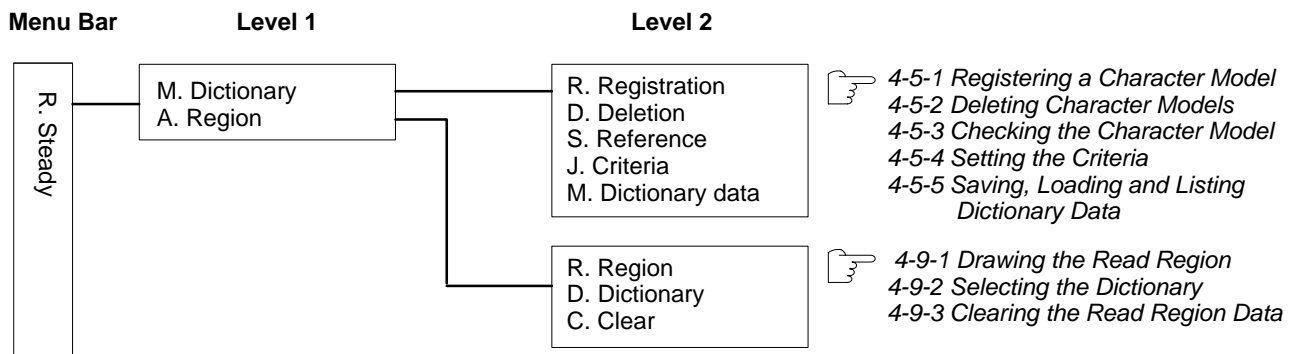 Menu Bar
Level 1
Level 2
R. Steady
M. Dictionary
A. Region
R. Registration
D. Deletion
S. Reference
J. Criteria
M. Dictionary data
4-5-1 Registering a Character Model
4-5-2 Deleting Character Models
4-5-3 Checking the Character Model
4-5-4 Setting the Criteria
4-5-5 Saving, Loading and Listing
Dictionary Data
R. Region
D. Dictionary
C. Clear
4-9-1 Drawing the Read Region
4-9-2 Selecting the Dictionary
4-9-3 Clearing the Read Region Data